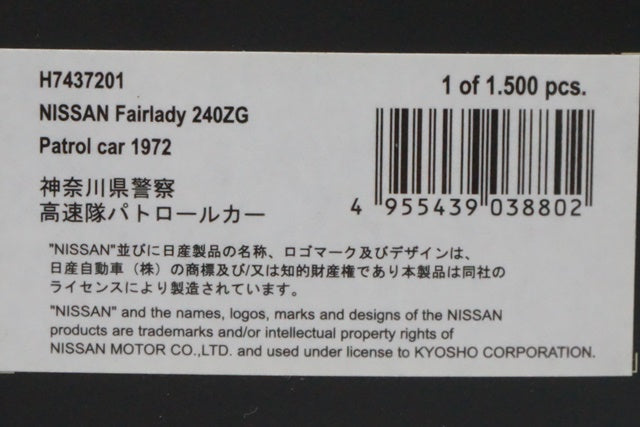 H7437201
1 of 1.500 pcs.
NISSAN Fairlady 240ZG
Patrol car 1972
神奈川県警察
高速隊パトロールカー
4 955439 038802
"NISSAN"並びに日産製品の名称、ロゴマーク及びデザインは、
日産自動車（株）の商標及び/又は知的財産権であり本製品は同社の
ライセンスにより製造されています。
"NISSAN" and the names, logos, marks and designs of the NISSAN
products are trademarks and/or intellectual property rights of
NISSAN MOTOR CO.,LTD. and used under license to KYOSHO CORPORATION.